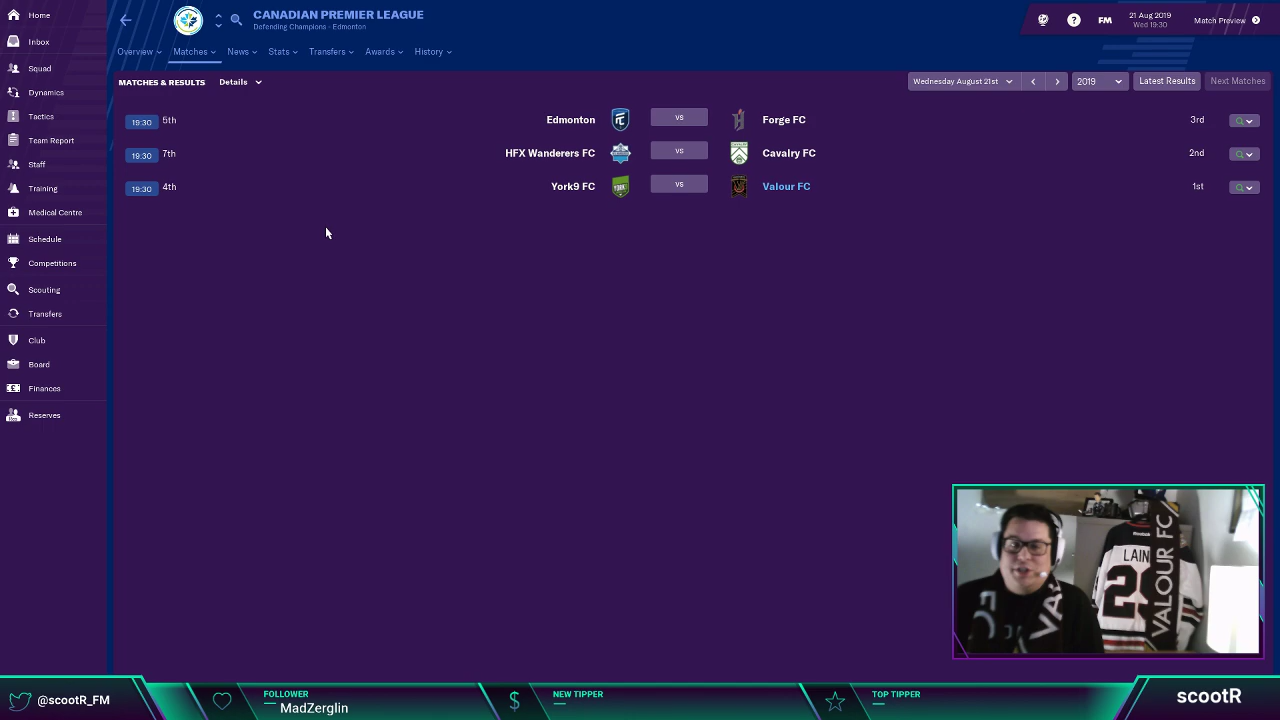 Home
Inbox
Squad
Dynamics
Tactics
Team Report
Staff
Training
Medical Centre
Schedule
Competitions
Scouting
Transfers
Club
Board
Finances
Reserves
CANADIAN PREMIER LEAGUE
Defending Champions - Edmonton
Overview Matches News Stats Transfers Awards History
FM 21 Aug 2019 Wed 19:30 Match Preview
MATCHES & RESULTS Details
Wednesday August 21st 2019 Latest Results Next Matches
19:30 5th Edmonton vs Forge FC 3rd
19:30 7th HFX Wanderers FC vs Cavalry FC 2nd
19:30 4th York9 FC vs Valour FC 1st
LAIN
2
VALOUR FC
VA
@scootR_FM
FOLLOWER
MadZerglin
NEW TIPPER
TOP TIPPER
scootR